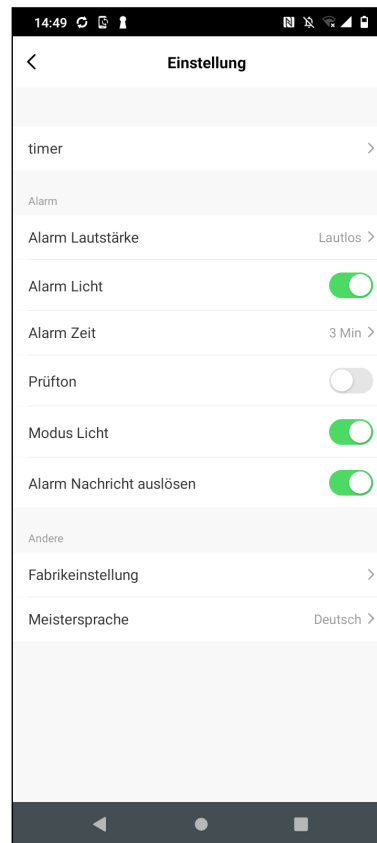 14:49
Einstellung
timer
Alarm
Alarm Lautstärke Lautlos
Alarm Licht
Alarm Zeit 3 Min
Prüfton
Modus Licht
Alarm Nachricht auslösen
Andere
Fabrikeinstellung
Meistersprache Deutsch